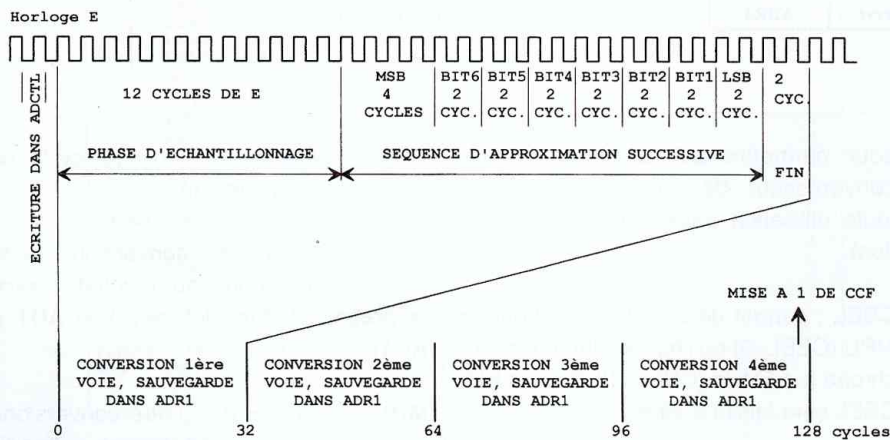 Horloge E
ECRITURE DANS ADCTL
12 CYCLES DE E
MSB
4
CYCLES
BIT6
2
CYC.
BIT5
2
CYC.
BIT4
2
CYC.
BIT3
2
CYC.
BIT2
2
CYC.
BIT1
2
CYC.
LSB
2
CYC.
2
CYC.
PHASE D'ECHANTILLONNAGE
SEQUENCE D'APPROXIMATION SUCCESSIVE
FIN
MISE A 1 DE CCF
CONVERSION 1ère
VOIE, SAUVEGARDE
DANS ADR1
CONVERSION 2ème
VOIE, SAUVEGARDE
DANS ADR1
CONVERSION 3ème
VOIE, SAUVEGARDE
DANS ADR1
CONVERSION 4ème
VOIE, SAUVEGARDE
DANS ADR1
0 32 64 96 128 cycles